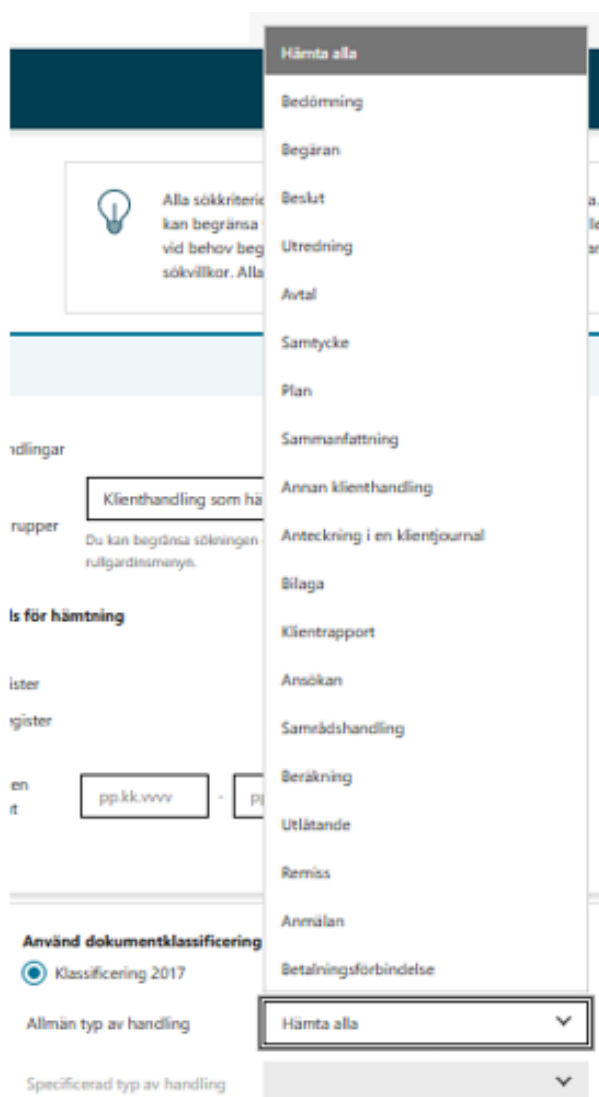 Hämta alla
Bedömning
Begäran
Beslut
Utredning
Avtal
Samtycke
Plan
Sammanfattning
Annan klienthandling
Anteckning i en klientjournal
Bilaga
Klientrapport
Ansökan
Samrådshandling
Beräkning
Utlåtande
Remiss
Anmälan
Betalningsförbindelse
Alla sökkriterie
kan begränsa
vid behov beg
sökvillkor. Alla
ndlingar
Klienthandling som hä
rupper
Du kan begränsa sökningen
rullgardinsmenyn.
ls för hämtning
ister
egister
en
pp.kk.vvvv - pp
Använd dokumentklassificering
Klassificering 2017
Allmän typ av handling
Hämta alla
Specificerad typ av handling